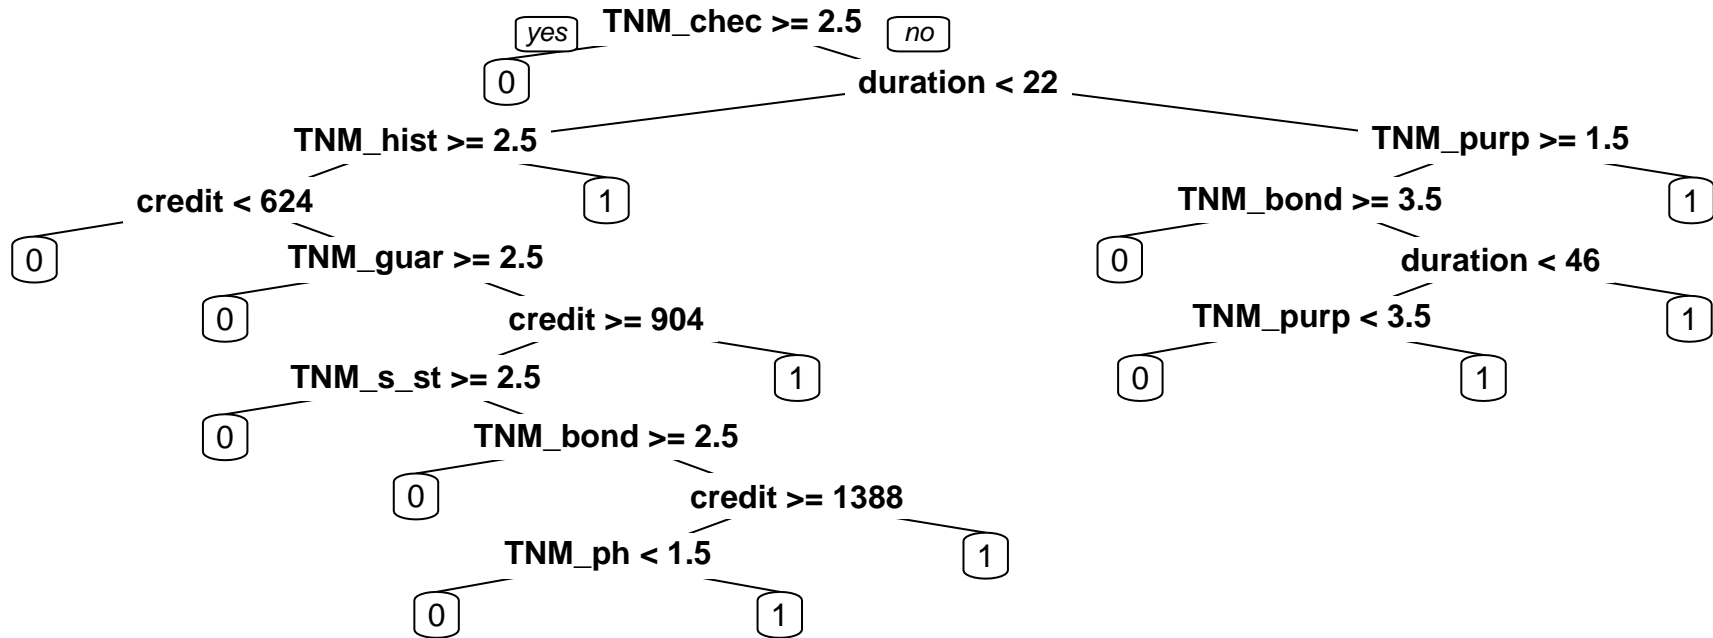 yes TNM_chec >= 2.5 no
0 duration < 22
TNM_hist >= 2.5 TNM_purp >= 1.5
credit < 624 1 TNM_bond >= 3.5 1
0 TNM_guar >= 2.5 0 duration < 46
0 credit >= 904 TNM_purp < 3.5 1
TNM_s_st >= 2.5 1 0 1
0 TNM_bond >= 2.5
0 credit >= 1388
TNM_ph < 1.5 1
0 1